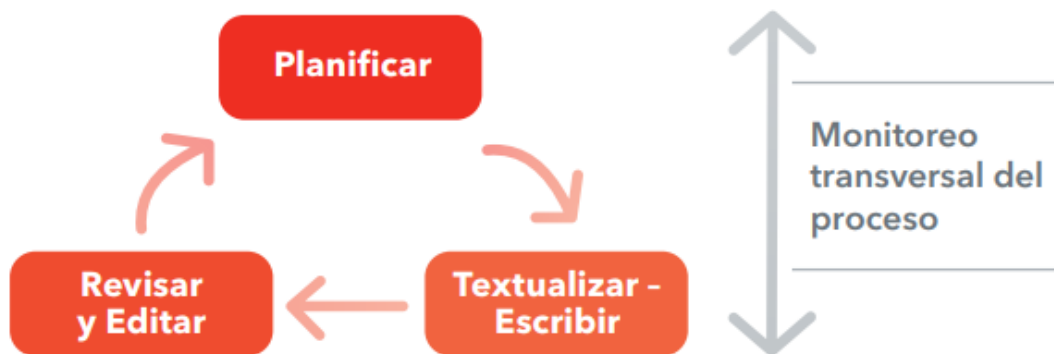 Planificar
Monitoreo
transversal del
proceso
Revisar
y Editar
Textualizar –
Escribir